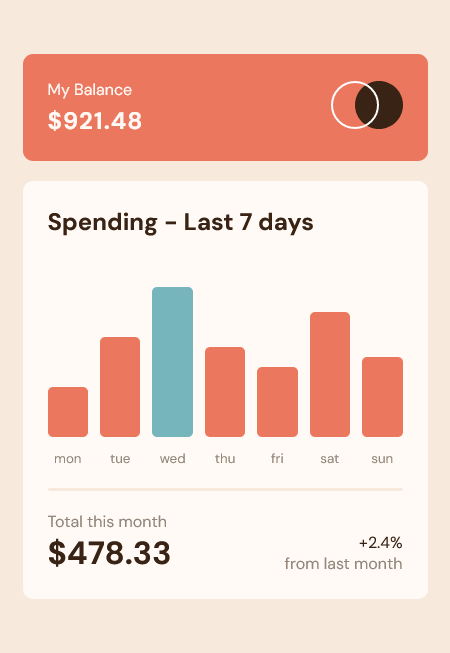 My Balance
$921.48
Spending - Last 7 days
mon tue wed thu fri sat sun
Total this month
$478.33
+2.4%
from last month